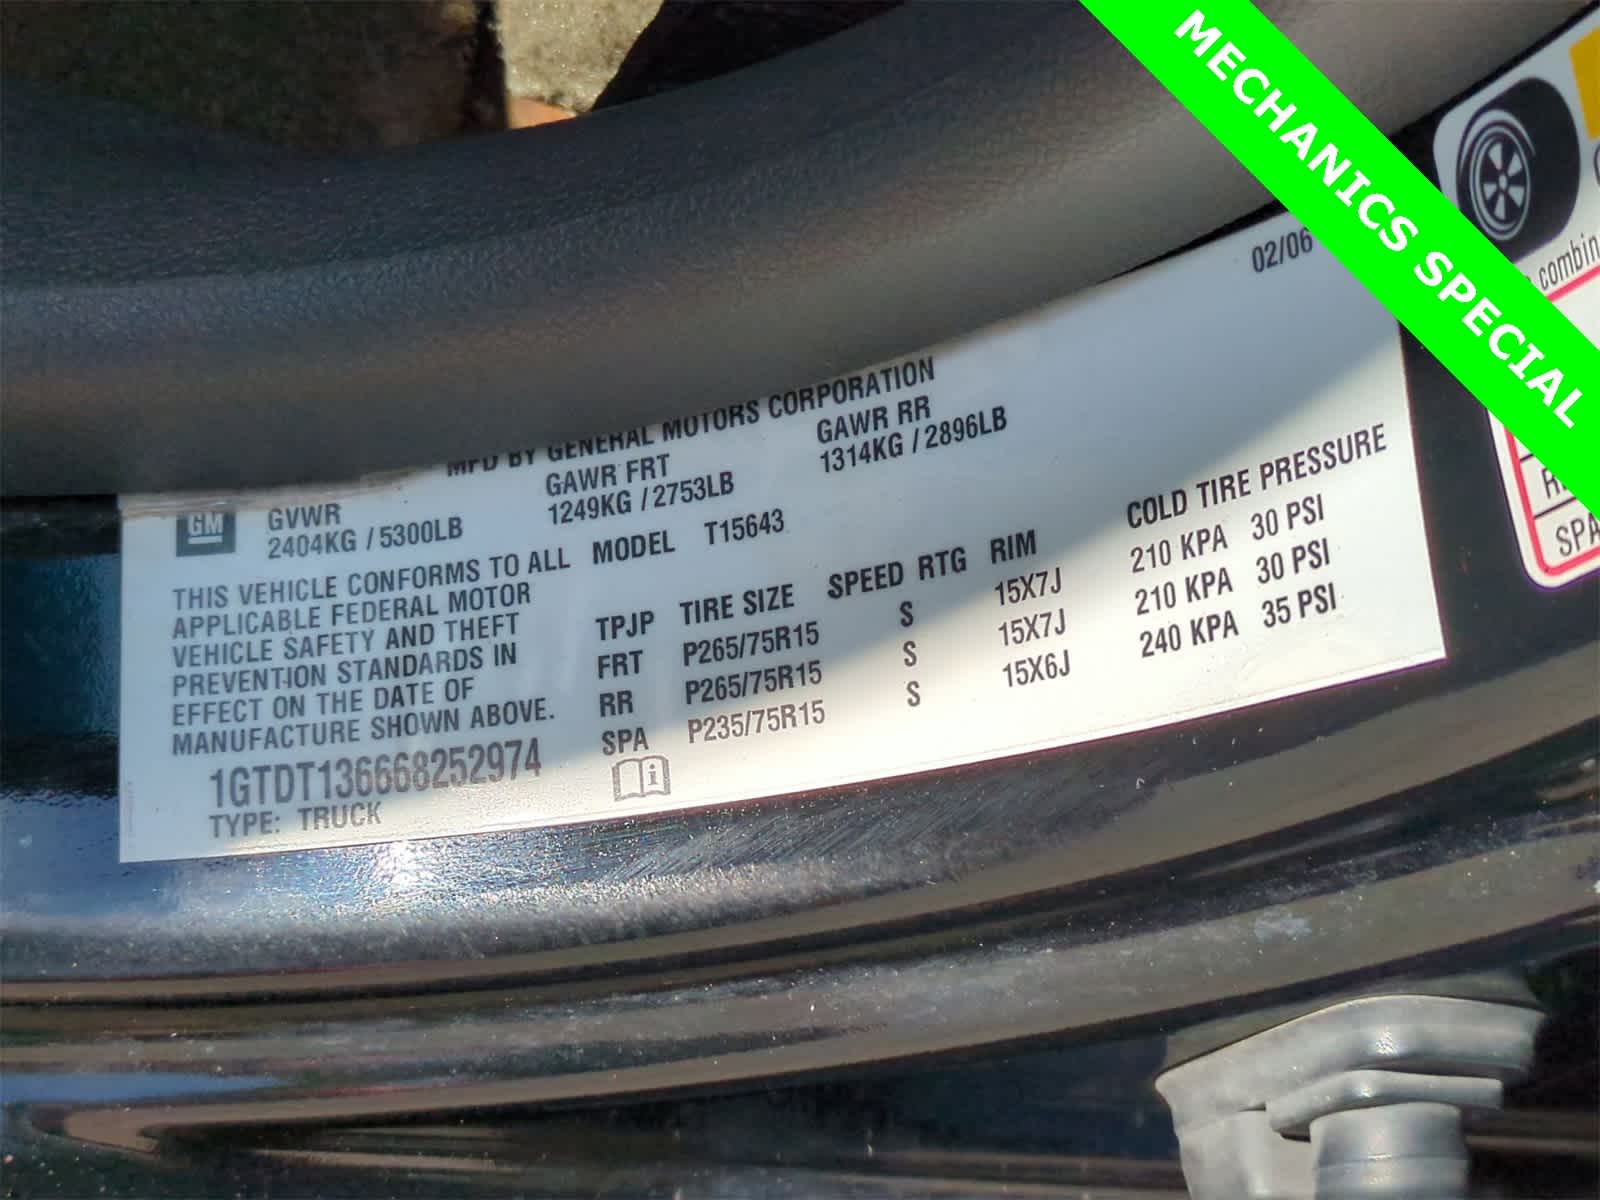 MECHANICS SPECIAL
combin
02/06
MFD BY GENERAL MOTORS CORPORATION
GM
GVWR GAWR FRT GAWR RR
2404KG / 5300LB 1249KG / 2753LB 1314KG / 2896LB
THIS VEHICLE CONFORMS TO ALL
APPLICABLE FEDERAL MOTOR
VEHICLE SAFETY AND THEFT
PREVENTION STANDARDS IN
EFFECT ON THE DATE OF
MANUFACTURE SHOWN ABOVE.
1GTDT136668252974
TYPE: TRUCK
MODEL T15643
TPJP TIRE SIZE SPEED RTG RIM COLD TIRE PRESSURE
FRT P265/75R15 S 15X7J 210 KPA 30 PSI
RR P265/75R15 S 15X7J 210 KPA 30 PSI
SPA P235/75R15 S 15X6J 240 KPA 35 PSI
i
SPA